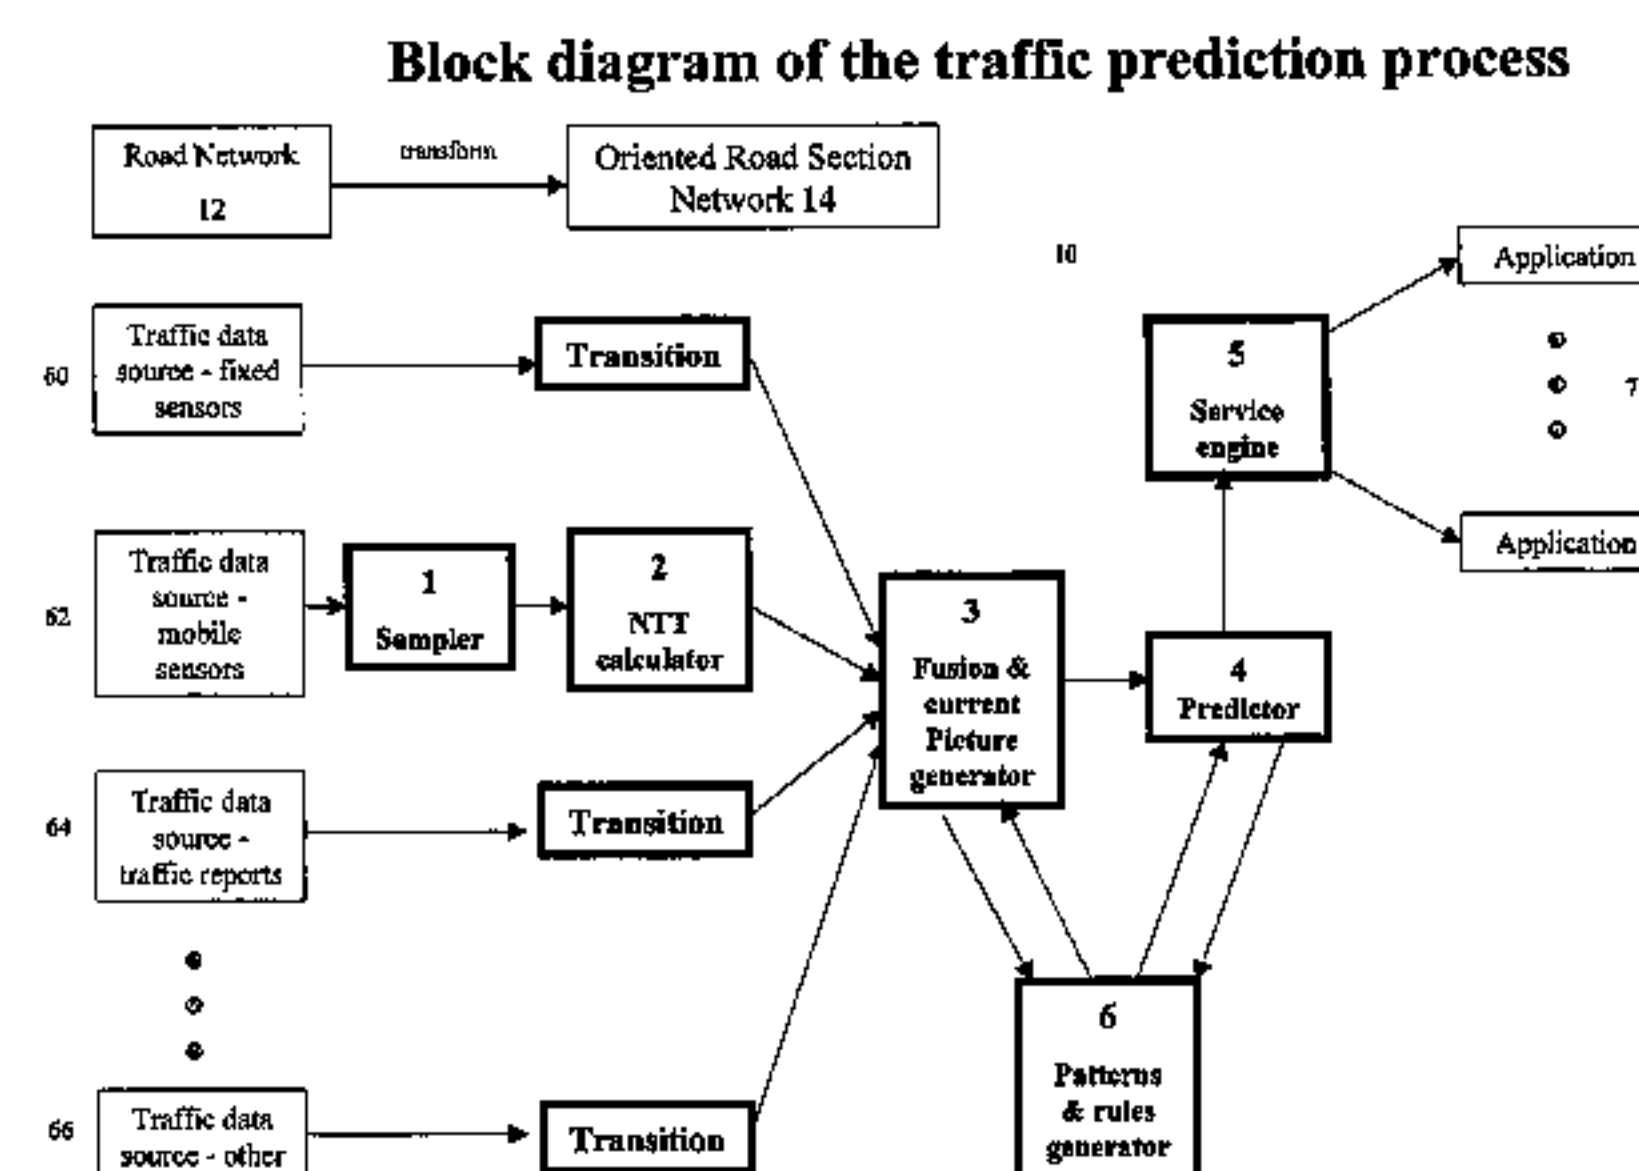 Block diagram of the traffic prediction process
Road Network
12
transform
Oriented Road Section
Network 14
10
Application
60
Traffic data
source - fixed
sensors
Transition
5
Service
engine
7
Application
62
Traffic data
source -
mobile
sensors
1
Sampler
2
NTT
calculator
3
Fusion &
current
Picture
generator
4
Predictor
64
Traffic data
source -
traffic reports
Transition
6
Patterns
& rules
generator
66
Traffic data
source - other
Transition